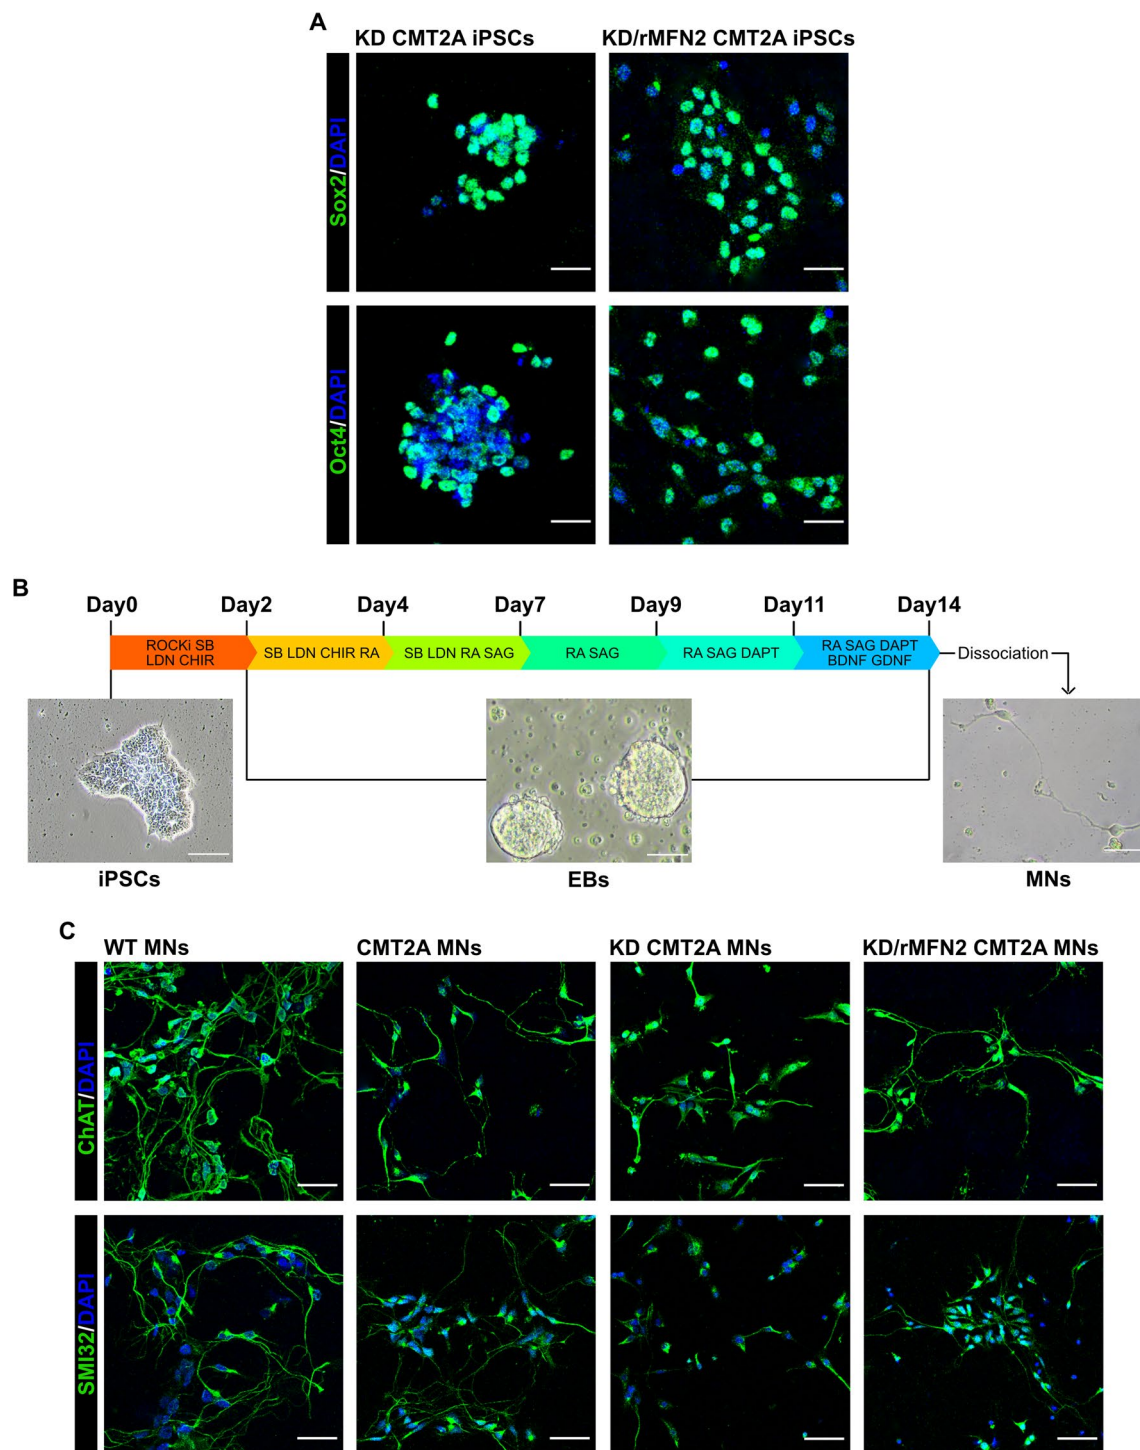 A
KD CMT2A iPSCs
KD/rMFN2 CMT2A iPSCs
Sox2/DAPI
Oct4/DAPI
B
Day0
Day2
Day4
Day7
Day9
Day11
Day14
ROCKi SB
LDN CHIR
SB LDN CHIR RA
SB LDN RA SAG
RA SAG
RA SAG DAPT
RA SAG DAPT
BDNF GDNF
Dissociation
iPSCs
EBs
MNs
C
WT MNs
CMT2A MNs
KD CMT2A MNs
KD/rMFN2 CMT2A MNs
ChAT/DAPI
SMI32/DAPI